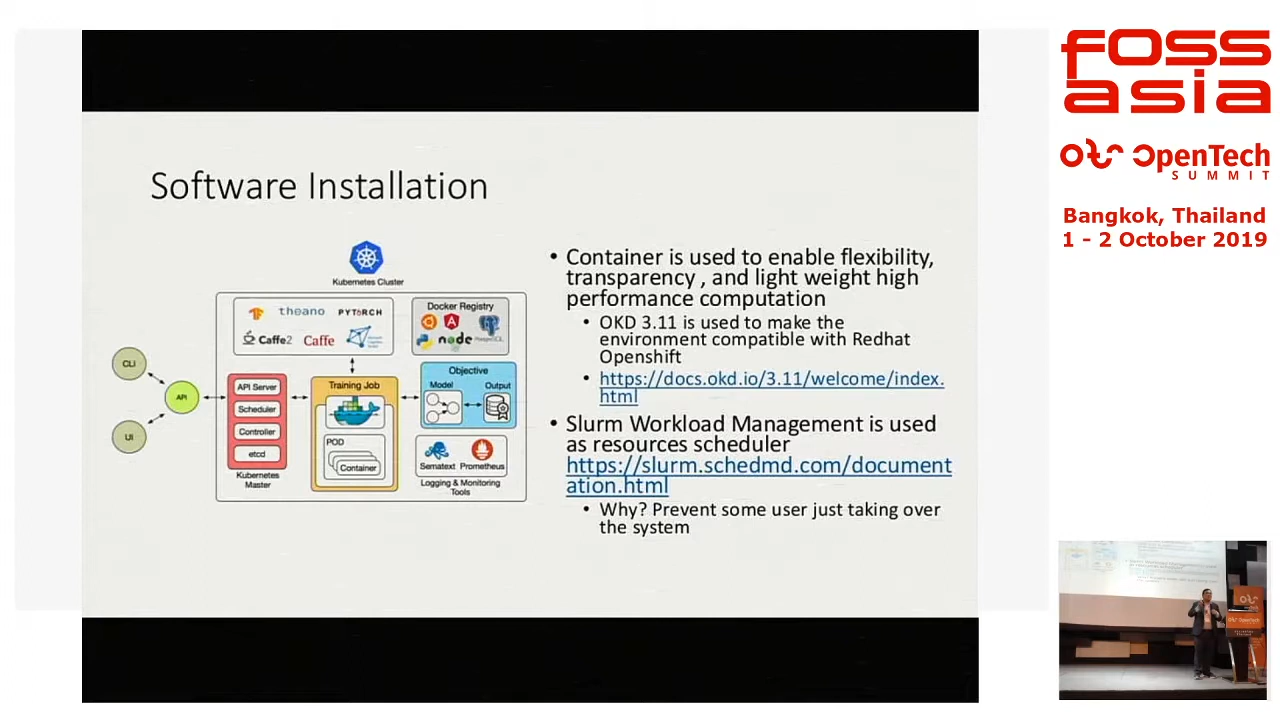 foss
asia
OpenTech
SUMMIT
Bangkok, Thailand
1 - 2 October 2019
Software Installation
Kubernetes Cluster
theano
PYTORCH
Caffe2
Caffe
Docker Registry
node
PostgreSQL
CLI
API
UI
API Server
Scheduler
Controller
etcd
Kubernetes
Master
Training Job
POD
Container
Objective
Model
Output
Sematext
Prometheus
Logging & Monitoring
Tools
• Container is used to enable flexibility,
transparency , and light weight high
performance computation
• OKD 3.11 is used to make the
environment compatible with Redhat
Openshift
• https://docs.okd.io/3.11/welcome/index.
html
• Slurm Workload Management is used
as resources scheduler
https://slurm.schedmd.com/document
ation.html
• Why? Prevent some user just taking over
the system
OpenTech